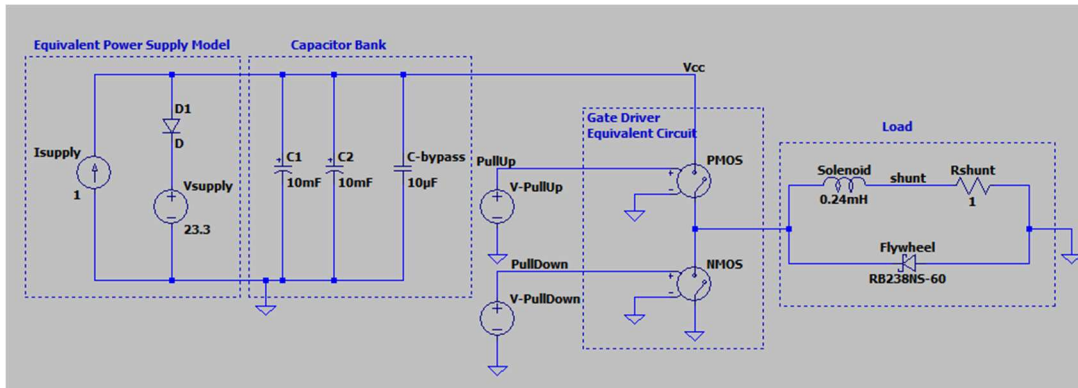 Equivalent Power Supply Model
Capacitor Bank
Vcc
D1
D
Gate Driver
Equivalent Circuit
Load
Isupply
1
+
C1
10mF
+
C2
10mF
C-bypass
10µF
PullUp
PMOS
+
-
Solenoid
0.24mH
shunt
Rshunt
1
Vsupply
+
-
23.3
V-PullUp
+
-
Flywheel
RB238NS-60
PullDown
NMOS
+
-
V-PullDown
+
-